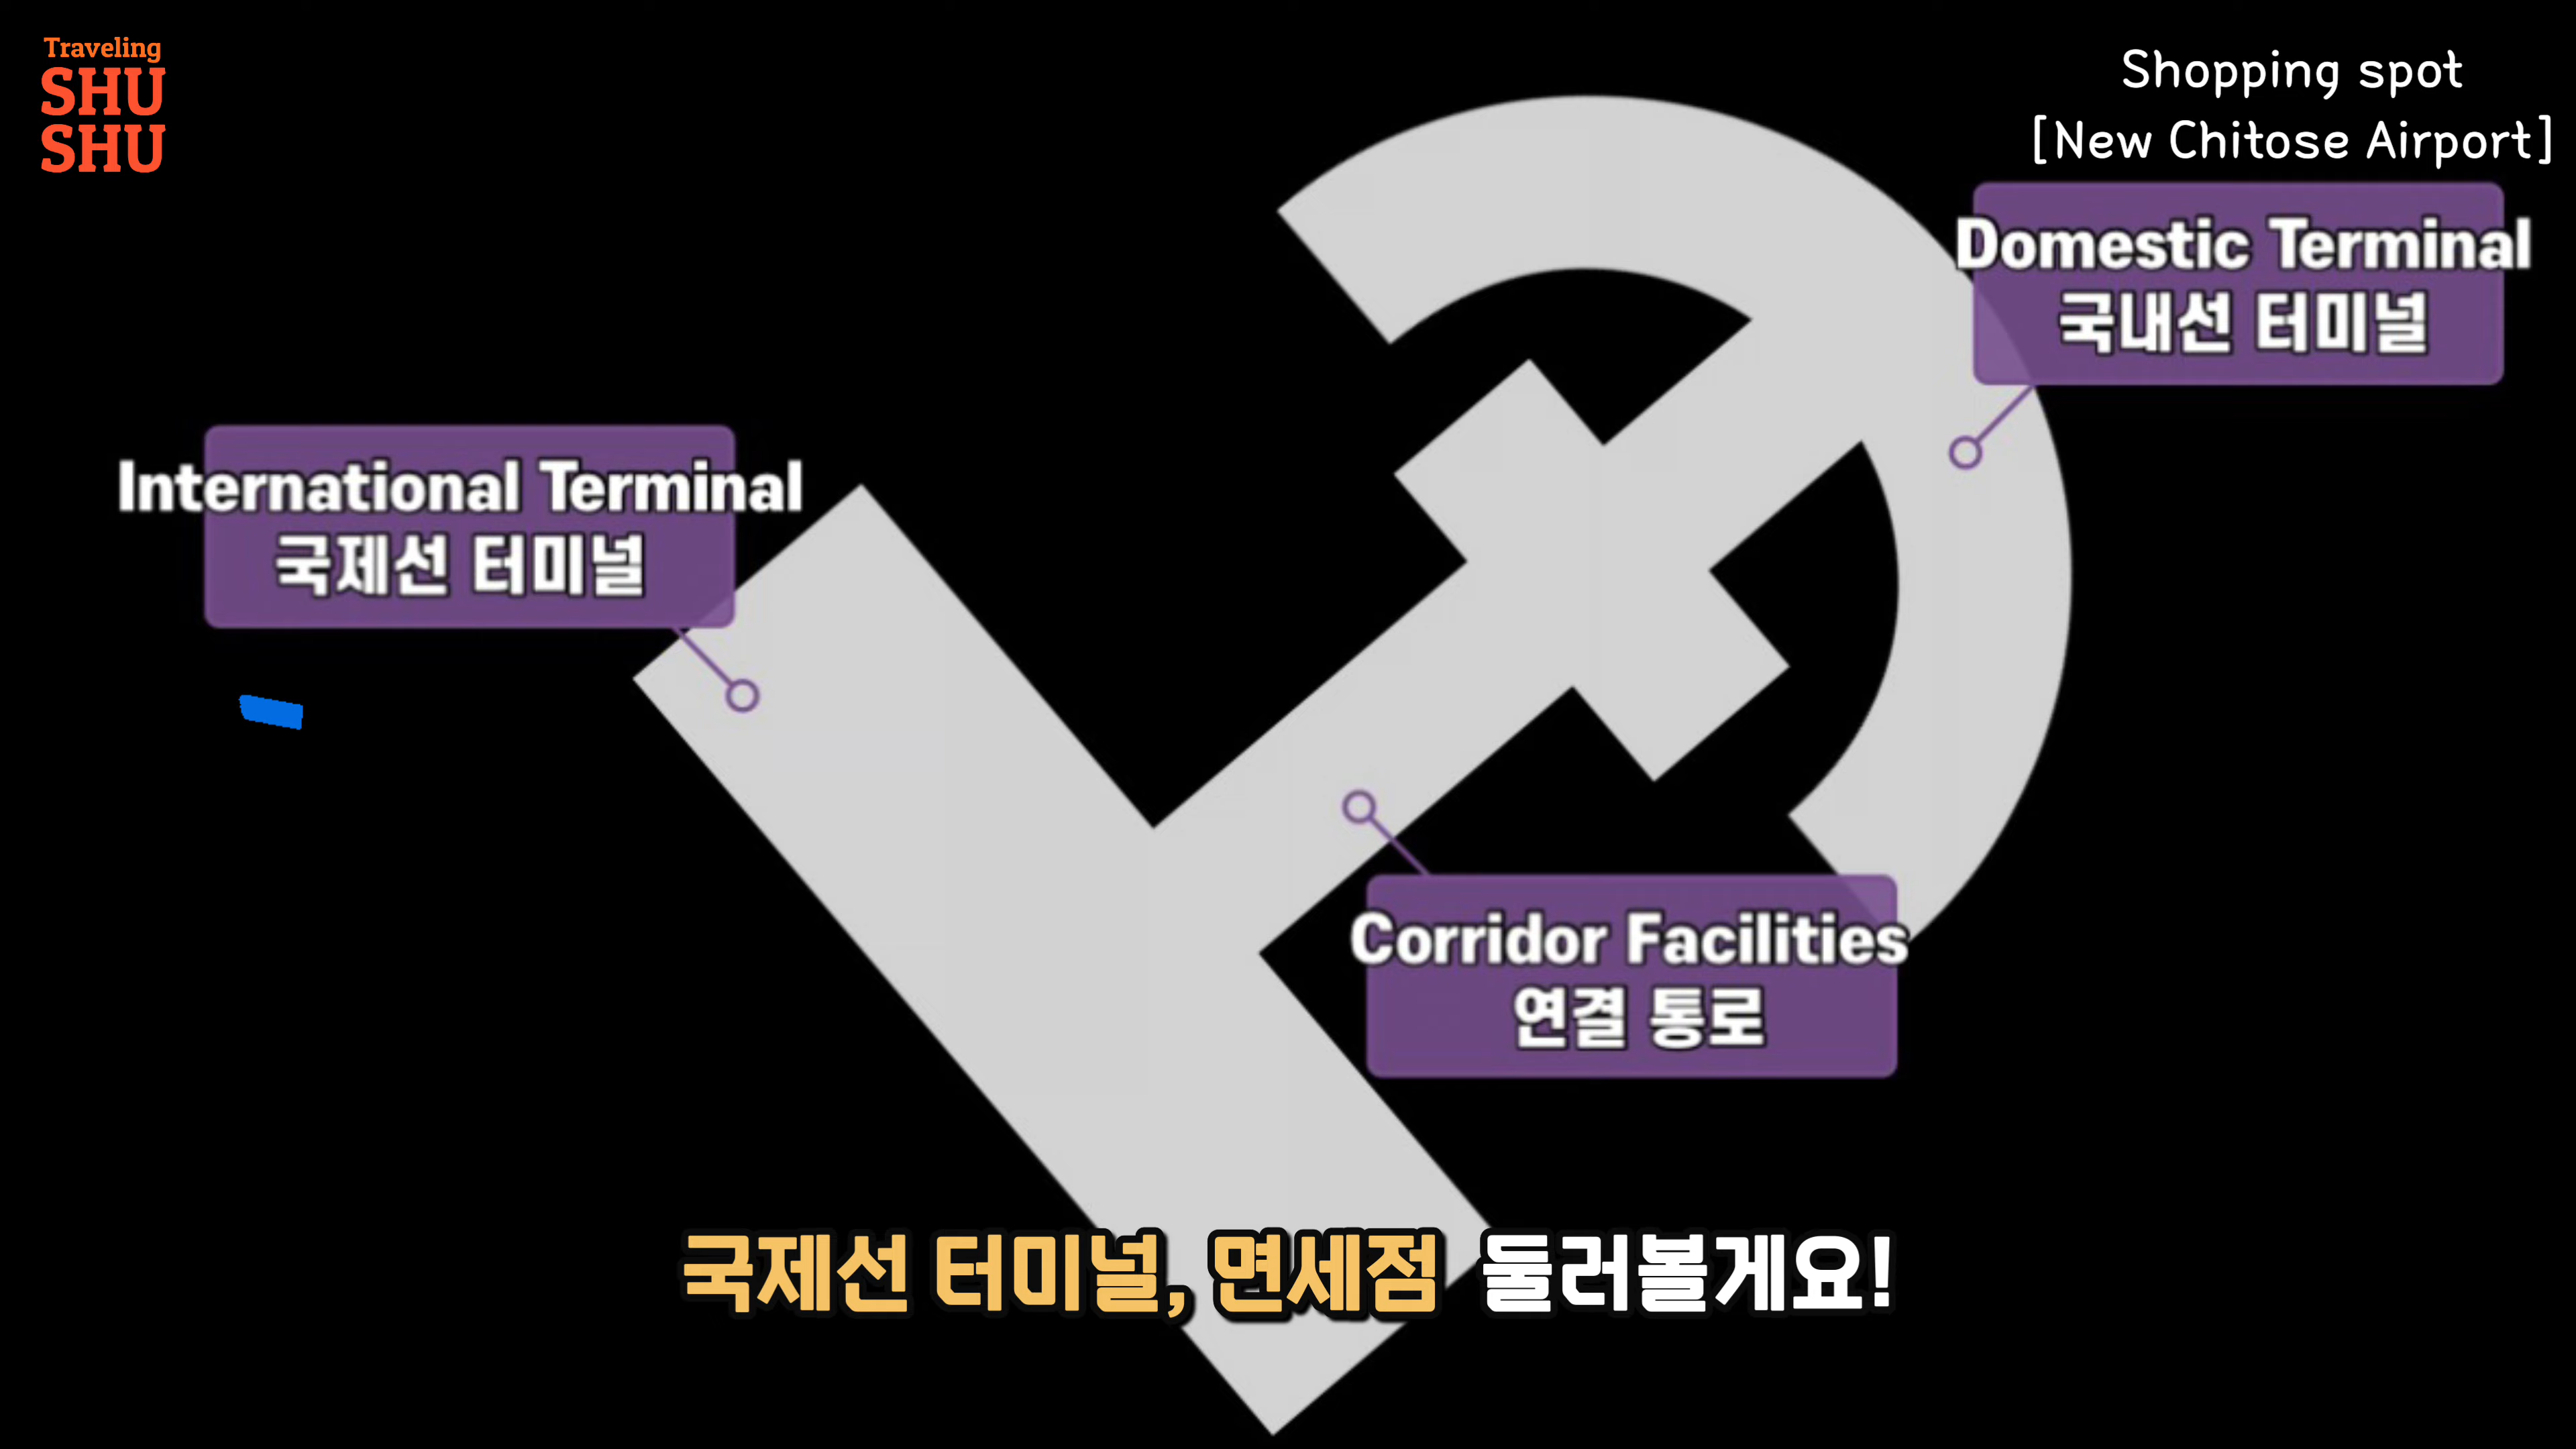 Traveling
SHU
SHU
Shopping spot
[New Chitose Airport]
Domestic Terminal
국내선 터미널
International Terminal
국제선 터미널
Corridor Facilities
연결 통로
국제선 터미널, 면세점 둘러볼게요!